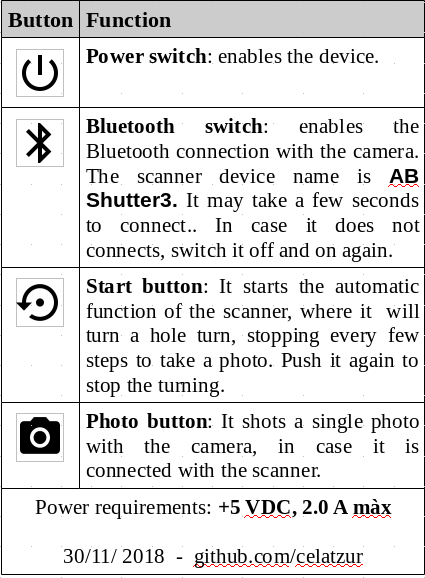 Button Function
Power switch: enables the device.
Bluetooth switch: enables the
Bluetooth connection with the camera.
The scanner device name is AB
Shutter3. It may take a few seconds
to connect.. In case it does not
connects, switch it off and on again.
Start button: It starts the automatic
function of the scanner, where it will
turn a hole turn, stopping every few
steps to take a photo. Push it again to
stop the turning.
Photo button: It shots a single photo
with the camera, in case it is
connected with the scanner.
Power requirements: +5 VDC, 2.0 A màx
30/11/ 2018 - github.com/celatzur